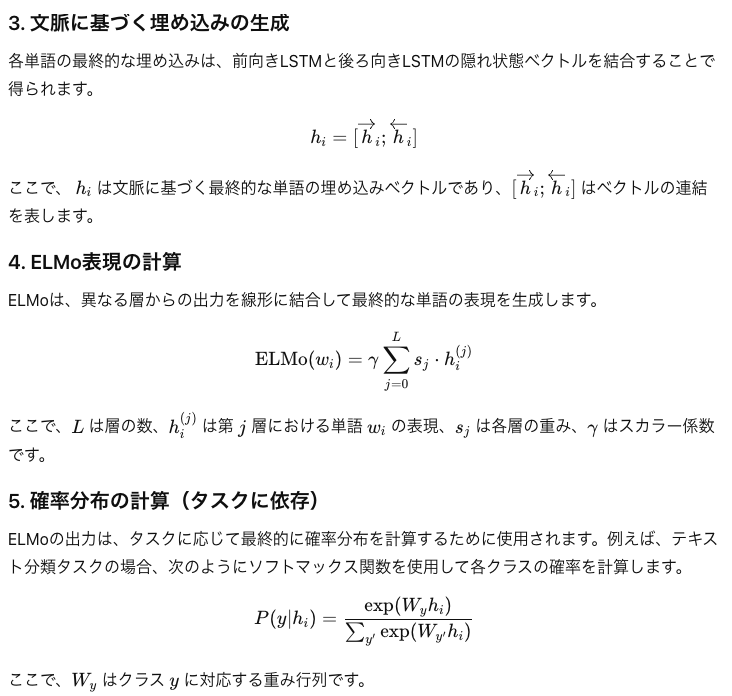 3. 文脈に基づく埋め込みの生成
各単語の最終的な埋め込みは、前向きLSTMと後ろ向きLSTMの隠れ状態ベクトルを結合することで
得られます。
$h_i = [\overrightarrow{h}_i; \overleftarrow{h}_i]$
ここで、 $h_i$ は文脈に基づく最終的な単語の埋め込みベクトルであり、$[\overrightarrow{h}_i; \overleftarrow{h}_i]$ はベクトルの連結
を表します。
4. ELMo表現の計算
ELMoは、異なる層からの出力を線形に結合して最終的な単語の表現を生成します。
$\mathrm{ELMo}(w_i) = \gamma \sum_{j=0}^{L} s_j \cdot h_i^{(j)}$
ここで、$L$ は層の数、$h_i^{(j)}$ は第 $j$ 層における単語 $w_i$ の表現、$s_j$ は各層の重み、$\gamma$ はスカラー係数
です。
5. 確率分布の計算（タスクに依存）
ELMoの出力は、タスクに応じて最終的に確率分布を計算するために使用されます。例えば、テキス
ト分類タスクの場合、次のようにソフトマックス関数を使用して各クラスの確率を計算します。
$P(y|h_i) = \frac{\exp(W_y h_i)}{\sum_{y'} \exp(W_{y'} h_i)}$
ここで、$W_y$ はクラス $y$ に対応する重み行列です。